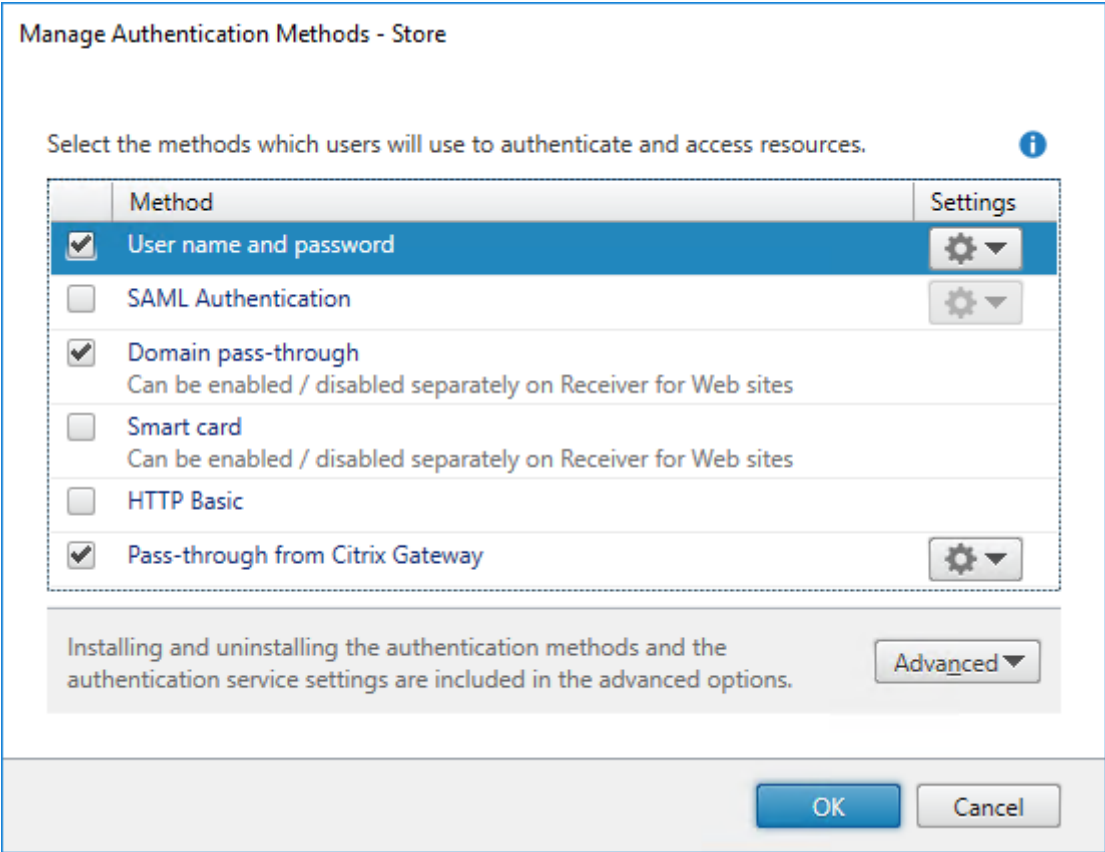 Manage Authentication Methods - Store
Select the methods which users will use to authenticate and access resources.
Method Settings
User name and password
SAML Authentication
Domain pass-through
Can be enabled / disabled separately on Receiver for Web sites
Smart card
Can be enabled / disabled separately on Receiver for Web sites
HTTP Basic
Pass-through from Citrix Gateway
Installing and uninstalling the authentication methods and the
authentication service settings are included in the advanced options.
Advanced
OK Cancel